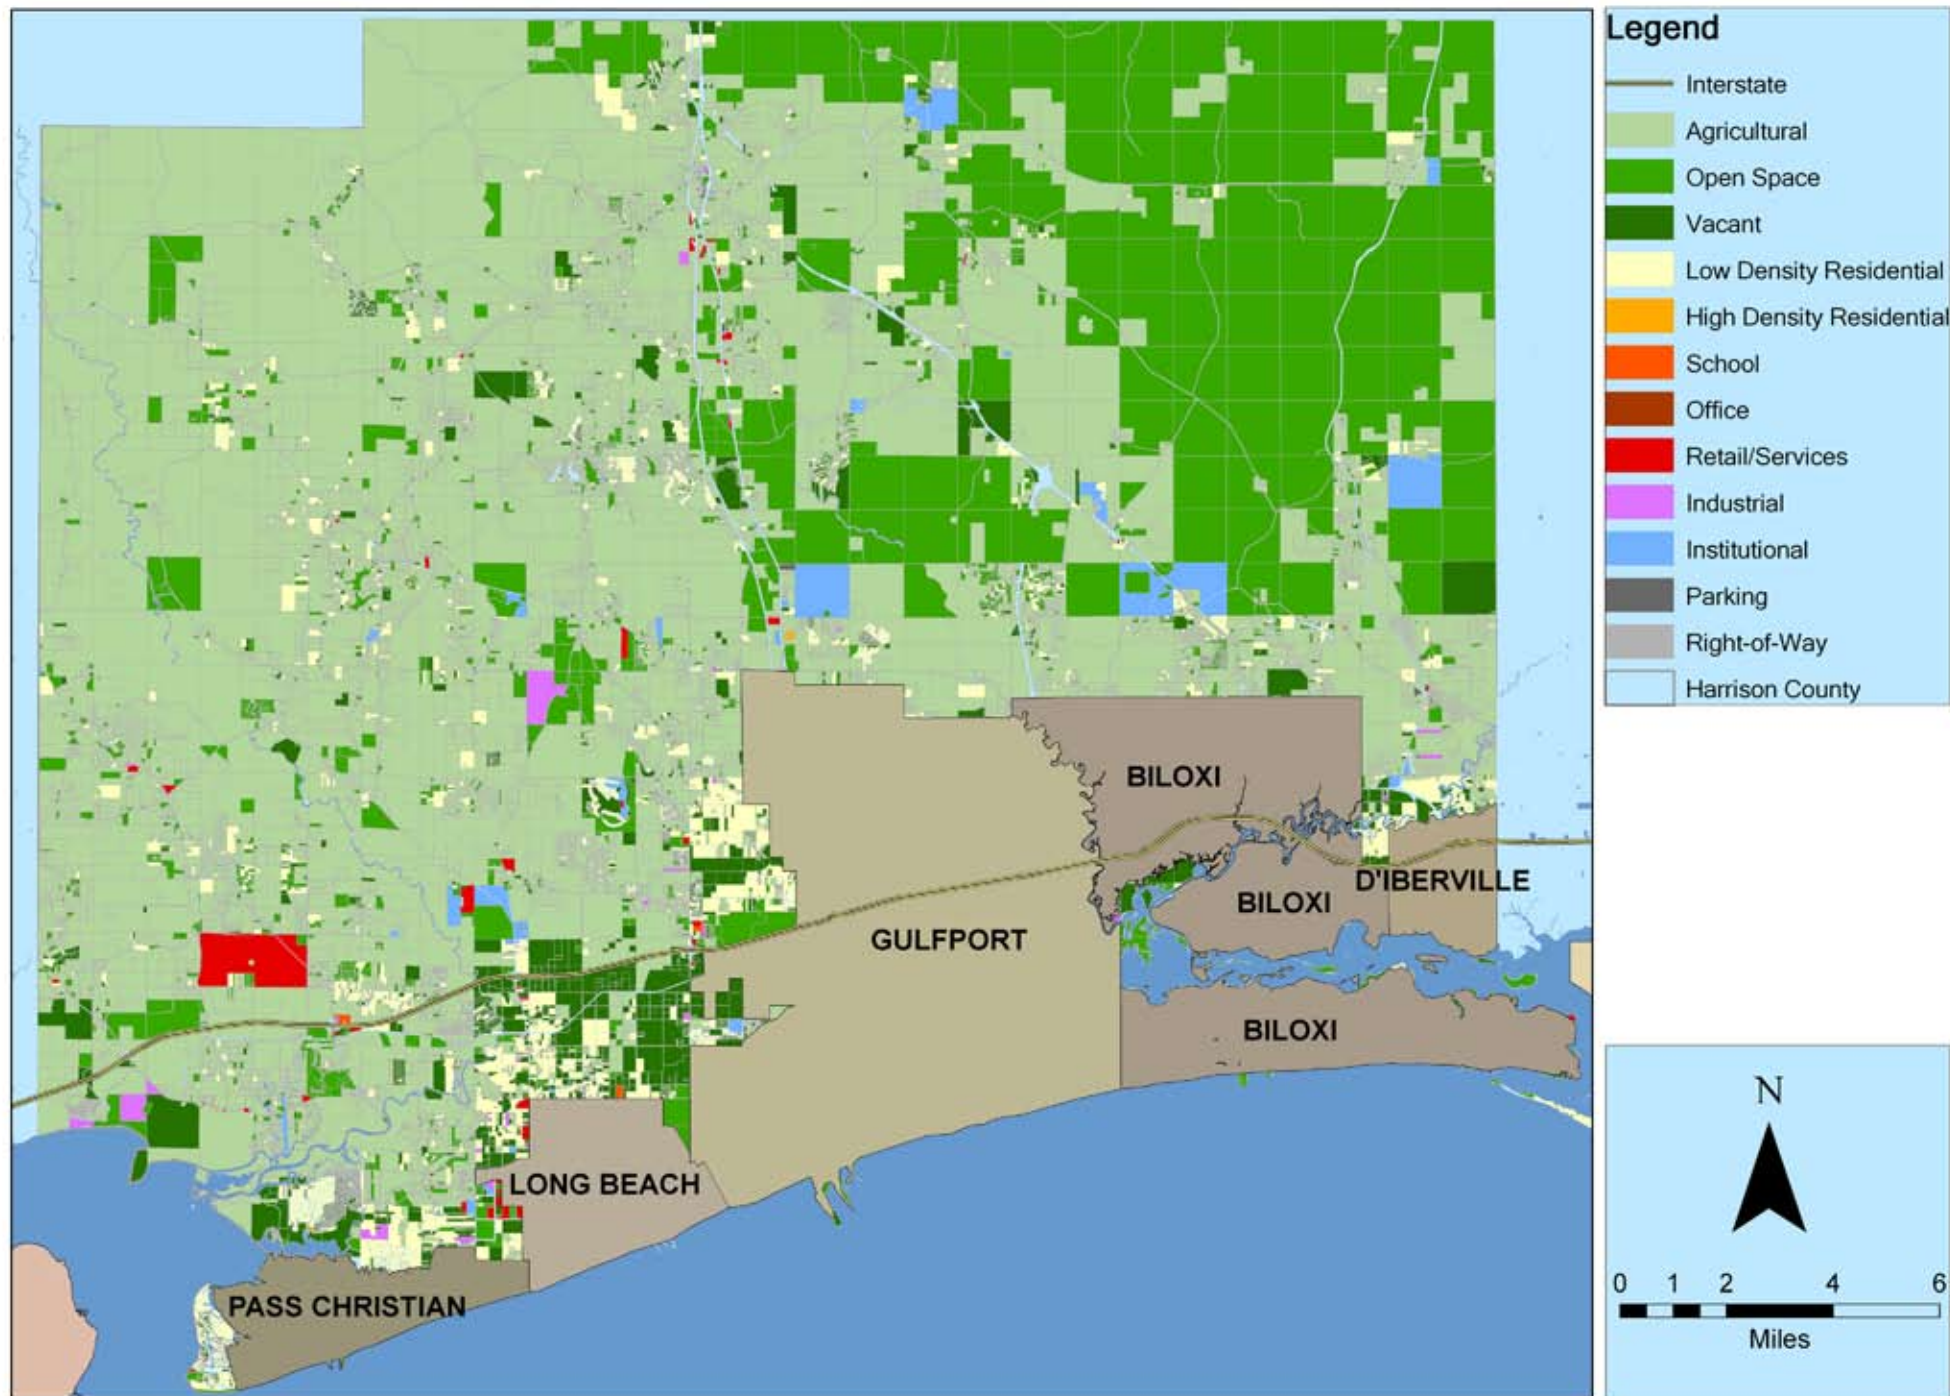 Legend
Interstate
Agricultural
Open Space
Vacant
Low Density Residential
High Density Residential
School
Office
Retail/Services
Industrial
Institutional
Parking
Right-of-Way
Harrison County
BILOXI
D'IBERVILLE
BILOXI
GULFPORT
BILOXI
LONG BEACH
PASS CHRISTIAN
N
0 1 2 4 6
Miles